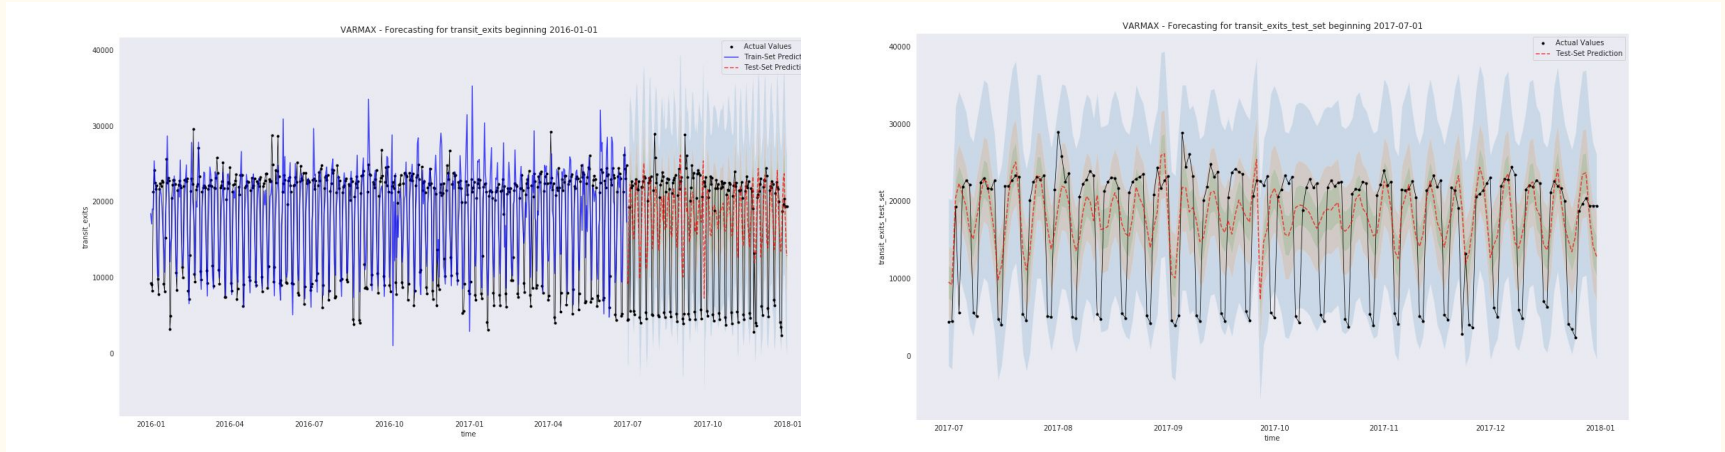 VARMAX - Forecasting for transit_exits beginning 2016-01-01
40000
30000
20000
10000
0
transit_exits
Actual Values
Train-Set Predict
Test-Set Predicti
2016-01 2016-04 2016-07 2016-10 2017-01 2017-04 2017-07 2017-10 2018-01
time
VARMAX - Forecasting for transit_exits_test_set beginning 2017-07-01
40000
30000
20000
10000
0
transit_exits_test_set
Actual Values
Test-Set Prediction
2017-07 2017-08 2017-09 2017-10 2017-11 2017-12 2018-01
time